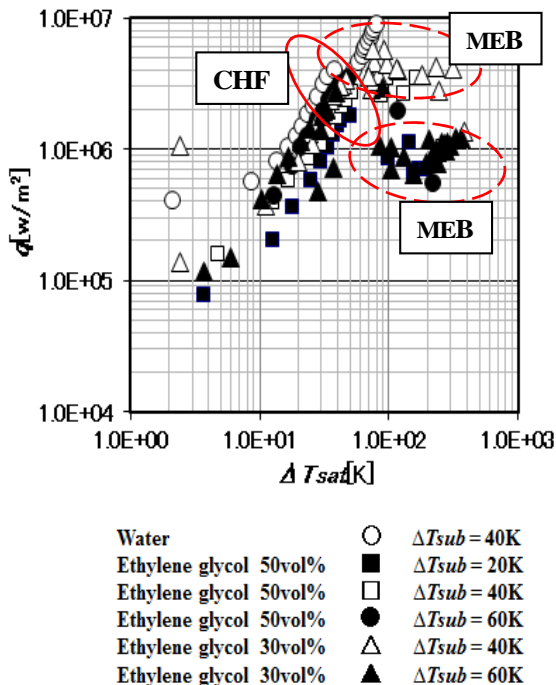 1.0E+07
MEB
CHF
1.0E+06
q[w/m²]
MEB
1.0E+05
1.0E+04
1.0E+00 1.0E+01 1.0E+02 1.0E+03
Δ Tsat[K]
Water ○ ΔTsub = 40K
Ethylene glycol 50vol% ■ ΔTsub = 20K
Ethylene glycol 50vol% □ ΔTsub = 40K
Ethylene glycol 50vol% ● ΔTsub = 60K
Ethylene glycol 30vol% △ ΔTsub = 40K
Ethylene glycol 30vol% ▲ ΔTsub = 60K